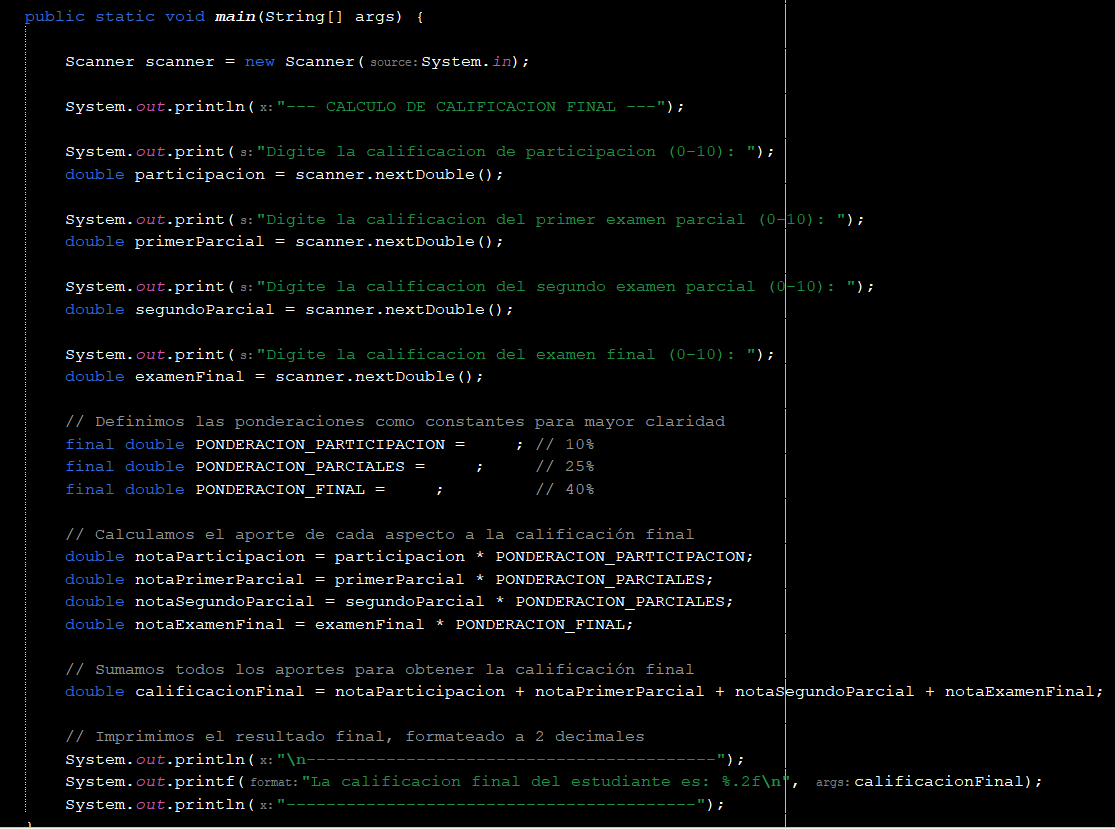 public static void main(String[] args) {
Scanner scanner = new Scanner( source: System.in);
System.out.println( x: "--- CALCULO DE CALIFICACION FINAL ---");
System.out.print( s: "Digite la calificacion de participacion (0-10): ");
double participacion = scanner.nextDouble();
System.out.print( s: "Digite la calificacion del primer examen parcial (0-10): ");
double primerParcial = scanner.nextDouble();
System.out.print( s: "Digite la calificacion del segundo examen parcial (0-10): ");
double segundoParcial = scanner.nextDouble();
System.out.print( s: "Digite la calificacion del examen final (0-10): ");
double examenFinal = scanner.nextDouble();
// Definimos las ponderaciones como constantes para mayor claridad
final double PONDERACION_PARTICIPACION =     ; // 10%
final double PONDERACION_PARCIALES =     ;     // 25%
final double PONDERACION_FINAL =     ;         // 40%
// Calculamos el aporte de cada aspecto a la calificación final
double notaParticipacion = participacion * PONDERACION_PARTICIPACION;
double notaPrimerParcial = primerParcial * PONDERACION_PARCIALES;
double notaSegundoParcial = segundoParcial * PONDERACION_PARCIALES;
double notaExamenFinal = examenFinal * PONDERACION_FINAL;
// Sumamos todos los aportes para obtener la calificación final
double calificacionFinal = notaParticipacion + notaPrimerParcial + notaSegundoParcial + notaExamenFinal;
// Imprimimos el resultado final, formateado a 2 decimales
System.out.println( x: "\n-----------------------------------------");
System.out.printf( format: "La calificacion final del estudiante es: %.2f\n", args: calificacionFinal);
System.out.println( x: "-----------------------------------------");
}